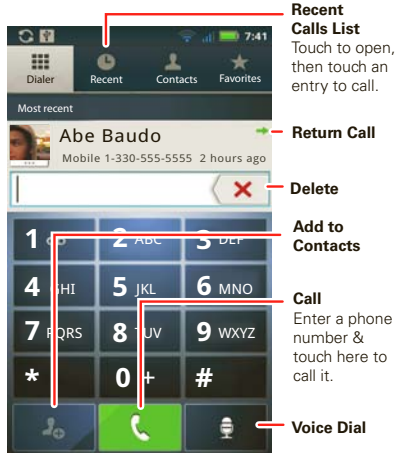 7:41
Dialer Recent Contacts Favorites
Most recent
Abe Baudo
Mobile 1-330-555-5555 2 hours ago
1
2 ABC
3 DEF
4 GHI
5 JKL
6 MNO
7 PQRS
8 TUV
9 WXYZ
*
0 +
#
Recent
Calls List
Touch to open,
then touch an
entry to call.
Return Call
Delete
Add to
Contacts
Call
Enter a phone
number &
touch here to
call it.
Voice Dial